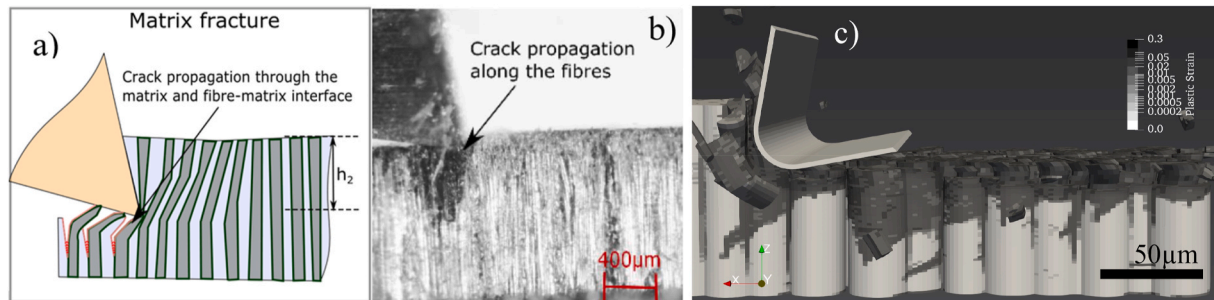 Matrix fracture
a)
Crack propagation through the
matrix and fibre-matrix interface
h2
b)
Crack propagation
along the fibres
400μm
c)
0.3
0.05
0.02
0.01
0.005
0.002
0.001
0.0005
0.0002
0.0
Plastic Strain
Z
X
Y
50μm